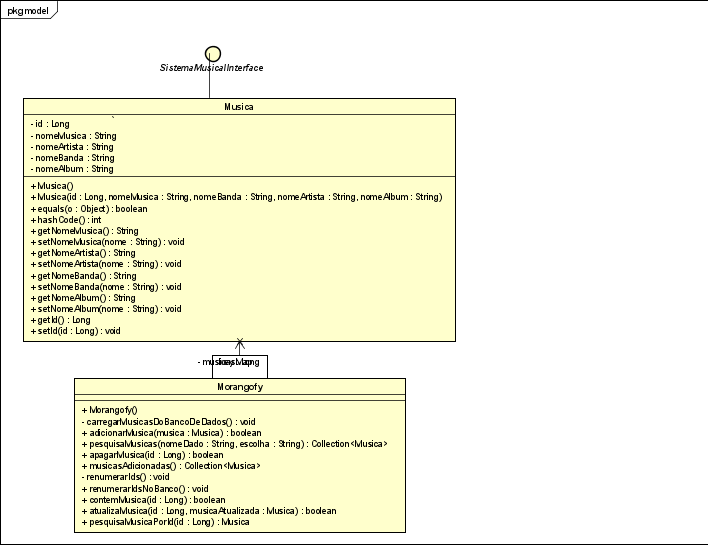 pkg model
SistemaMusicalInterface
Musica
- id : Long
- nomeMusica : String
- nomeArtista : String
- nomeBanda : String
- nomeAlbum : String
+ Musica()
+ Musica(id : Long, nomeMusica : String, nomeBanda : String, nomeArtista : String, nomeAlbum : String)
+ equals(o : Object) : boolean
+ hashCode() : int
+ getNomeMusica() : String
+ setNomeMusica(nome : String) : void
+ getNomeArtista() : String
+ setNomeArtista(nome : String) : void
+ getNomeBanda() : String
+ setNomeBanda(nome : String) : void
+ getNomeAlbum() : String
+ setNomeAlbum(nome : String) : void
+ getId() : Long
+ setId(id : Long) : void
Morangofy
+ Morangofy()
- carregarMusicasDoBancoDeDados() : void
+ adicionarMusica(musica : Musica) : boolean
+ pesquisaMusicas(nomeDado : String, escolha : String) : Collection<Musica>
+ apagarMusica(id : Long) : boolean
+ musicasAdicionadas() : Collection<Musica>
- renumerarIds() : void
+ renumerarIdsNoBanco() : void
+ contemMusica(id : Long) : boolean
+ atualizaMusica(id : Long, musicaAtualizada : Musica) : boolean
+ pesquisaMusicaPorId(id : Long) : Musica